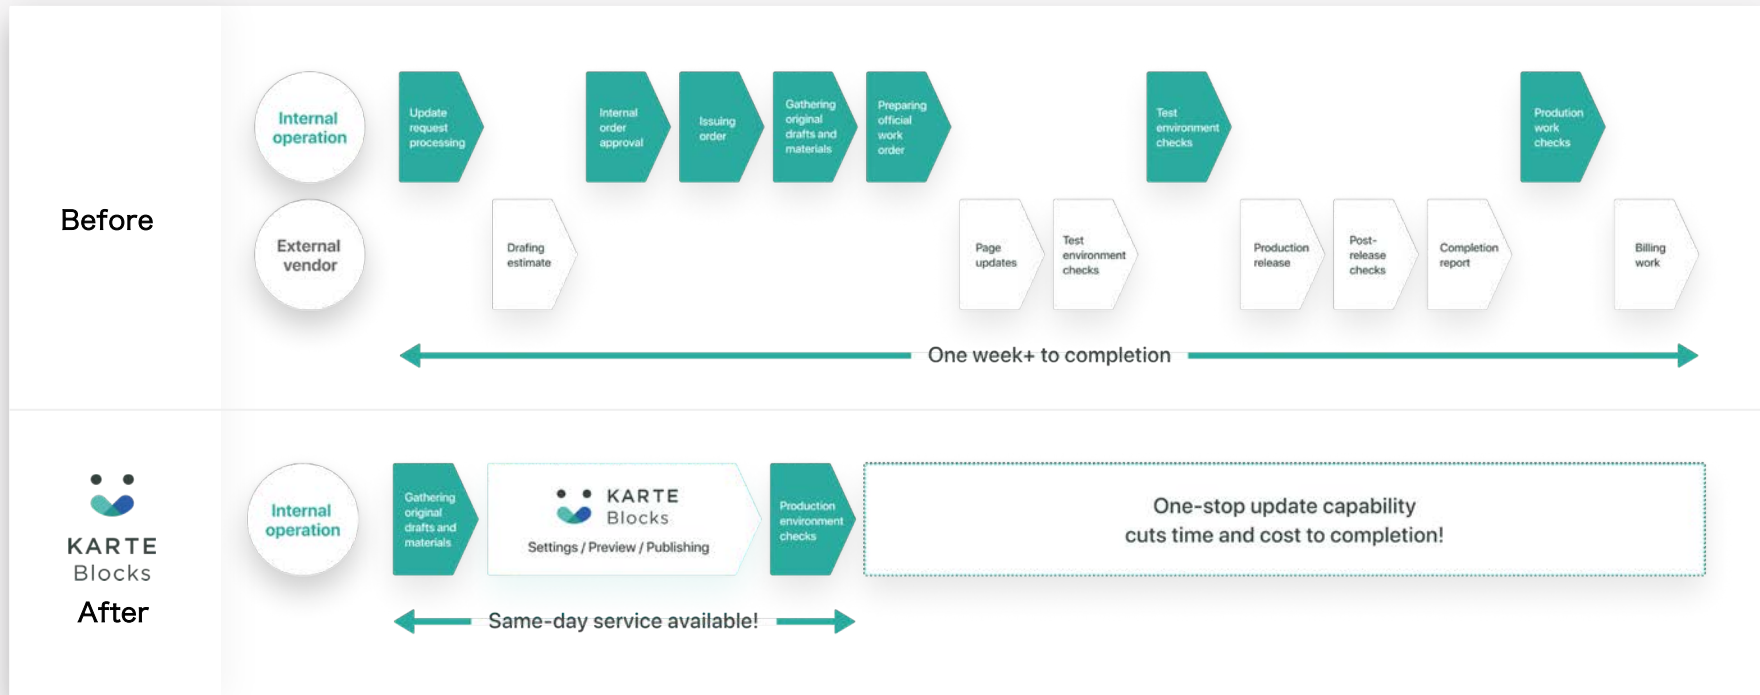 Before
Internal
operation
Update
request
processing
Internal
order
approval
Issuing
order
Gathering
original
drafts and
materials
Preparing
official
work
order
Test
environment
checks
Prodution
work
checks
External
vendor
Drafing
estimate
Page
updates
Test
environment
checks
Production
release
Post-
release
checks
Completion
report
Billing
work
One week+ to completion
KARTE
Blocks
After
Internal
operation
Gathering
original
drafts and
materials
KARTE
Blocks
Settings / Preview / Publishing
Production
environment
checks
One-stop update capability
cuts time and cost to completion!
Same-day service available!